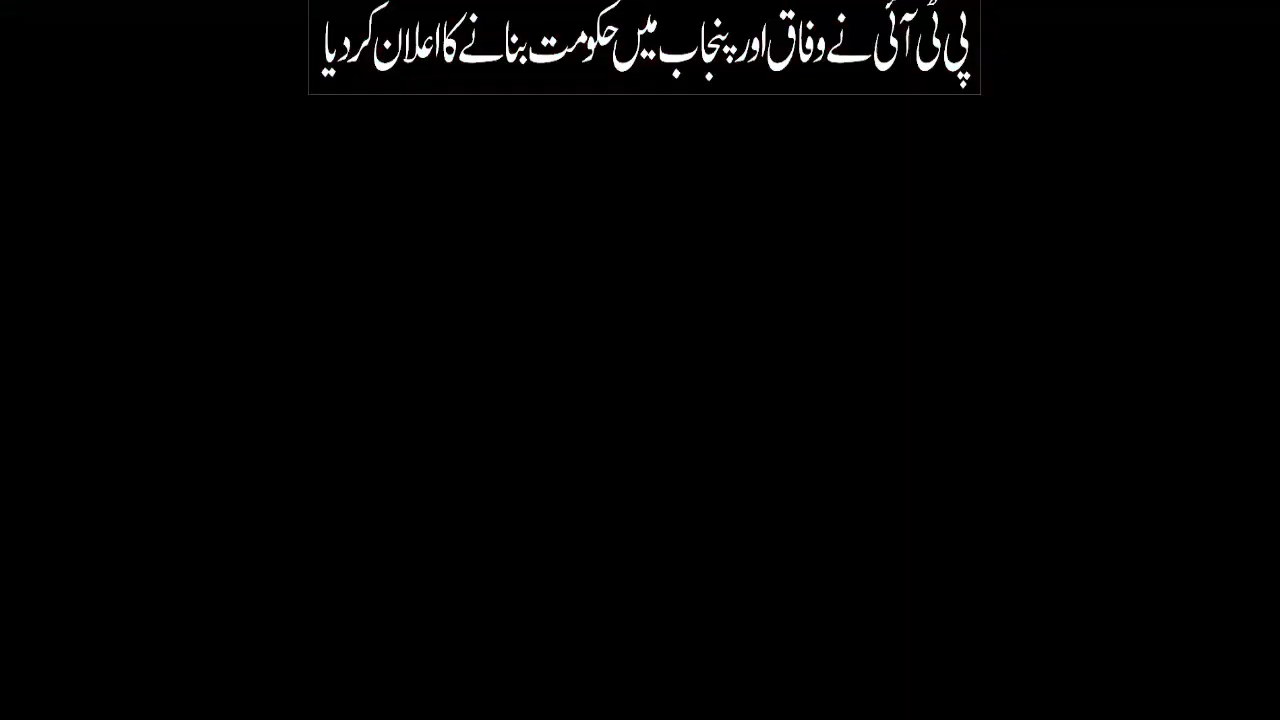 پی ٹی آئی نے وفاق اور پنجاب میں حکومت بنانے کا اعلان کر دیا